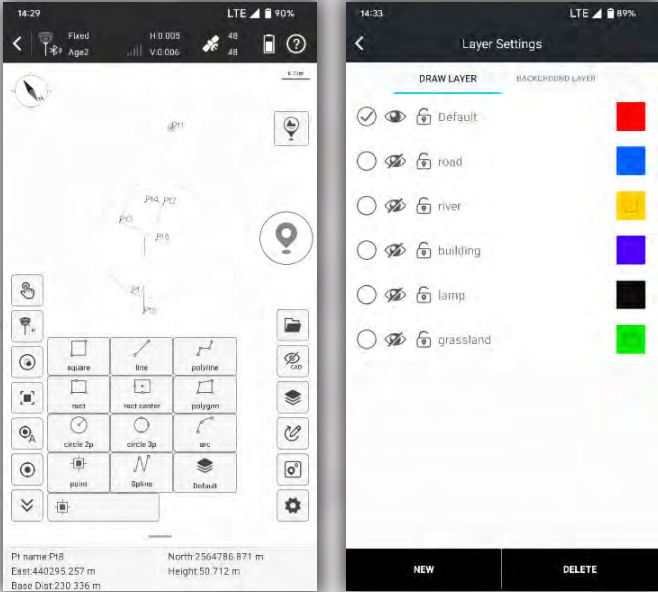 14:29 LTE 90%
Fixed H:0.005 48
Age2 V:0.006 48
N
Pt1
Pt4 Pt2
Pt3
Pt6
H
CAD
square line polyline
rect rect center polygon
A
circle 2p circle 3p arc
point Spline Default
Pt name:Pt8 North:2564786.871 m
East:440295.257 m Height:50.712 m
Base Dist:230.336 m
14:33 LTE 89%
Layer Settings
DRAW LAYER BACKGROUND LAYER
Default
road
river
building
lamp
grassland
NEW DELETE